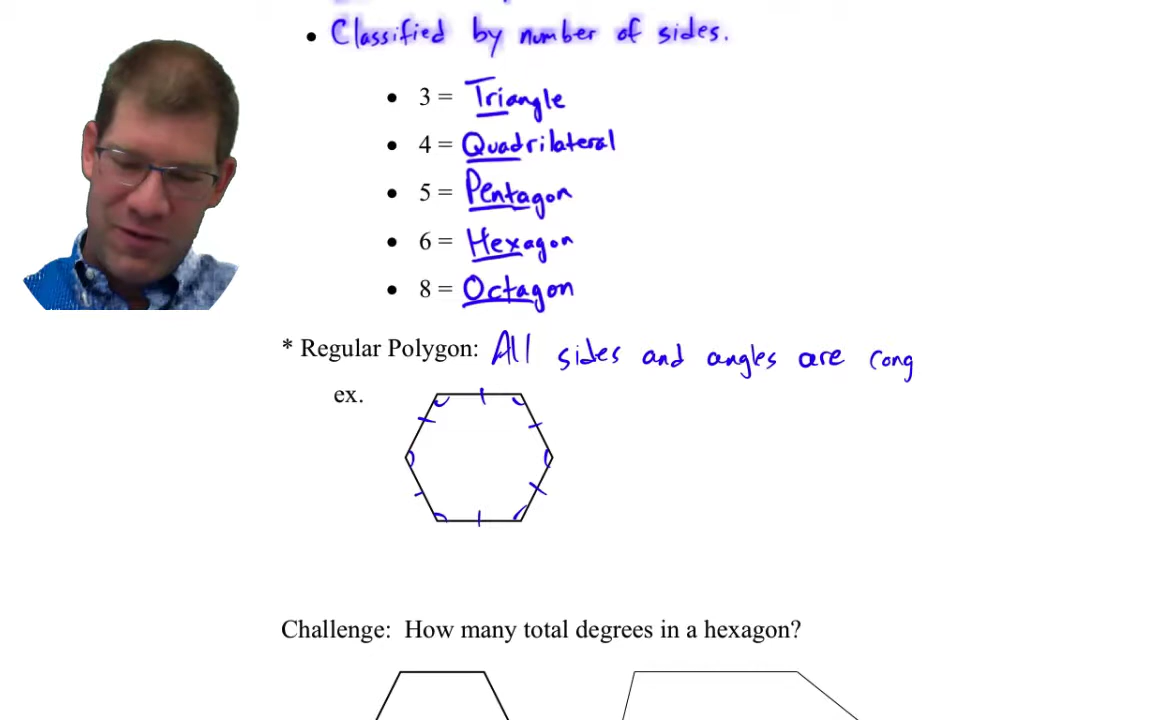 • Classified by number of sides.
• 3 = Triangle
• 4 = Quadrilateral
• 5 = Pentagon
• 6 = Hexagon
• 8 = Octagon
* Regular Polygon: All sides and angles are cong
ex.
Challenge: How many total degrees in a hexagon?